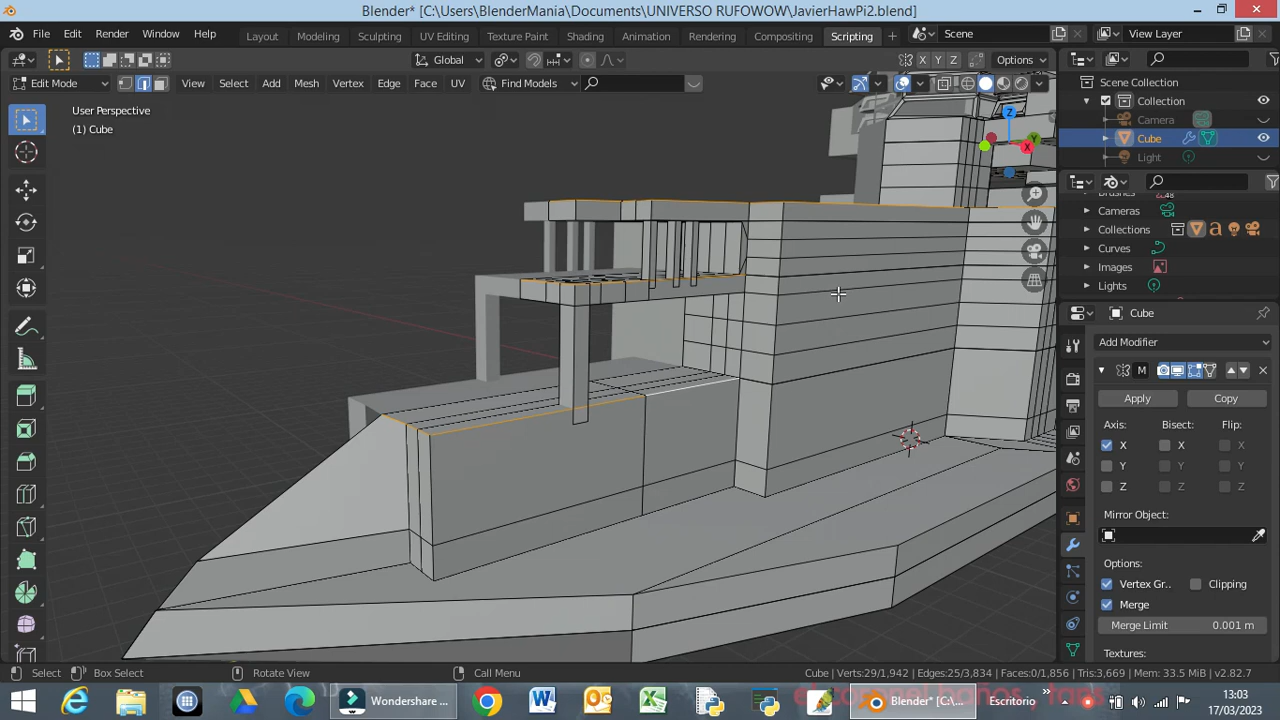 Blender* [C:\Users\BlenderMania\Documents\UNIVERSO RUFOWOW\JavierHawPi2.blend]
File Edit Render Window Help Layout Modeling Sculpting UV Editing Texture Paint Shading Animation Rendering Compositing Scripting Scene View Layer
Global X Y Z Options
Edit Mode View Select Add Mesh Vertex Edge Face UV Find Models
User Perspective
(1) Cube
Scene Collection
Collection
Camera
Cube
Light
Z
Y
X
Brushes
Cameras
Collections
Curves
Images
Lights
Cube
Add Modifier
M
Apply Copy
Axis: Bisect: Flip:
X X X
Y Y Y
Z Z Z
Mirror Object:
Options:
Vertex Gr.. Clipping
Merge
Merge Limit 0.001 m
Textures:
Select Box Select Rotate View Call Menu Cube | Verts:29/1,942 | Edges:25/3,834 | Faces:0/1,856 | Tris:3,669 | Mem: 33.5 MiB | v2.82.7
Wondershare ... Blender* [C:\... Escritorio 13:03
17/03/2023